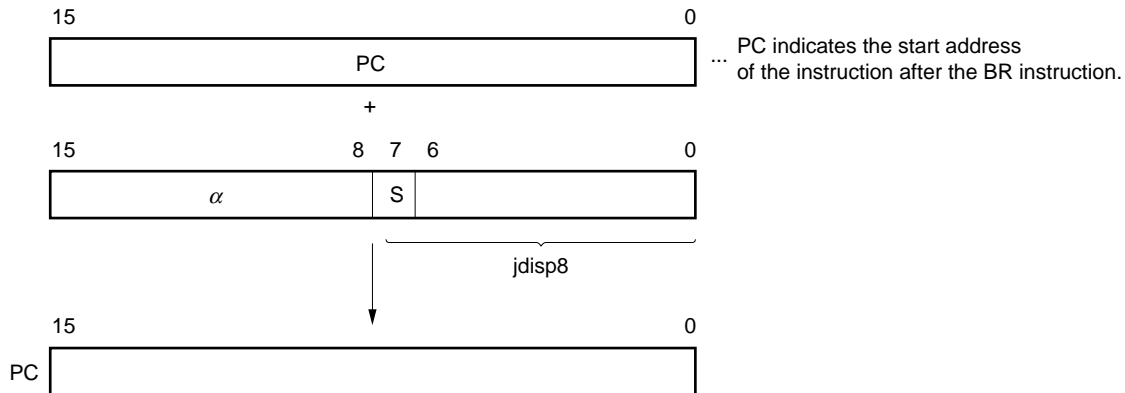 15 0
PC
... PC indicates the start address
of the instruction after the BR instruction.
+
15 8 7 6 0
α S
jdisp8
15 0
PC